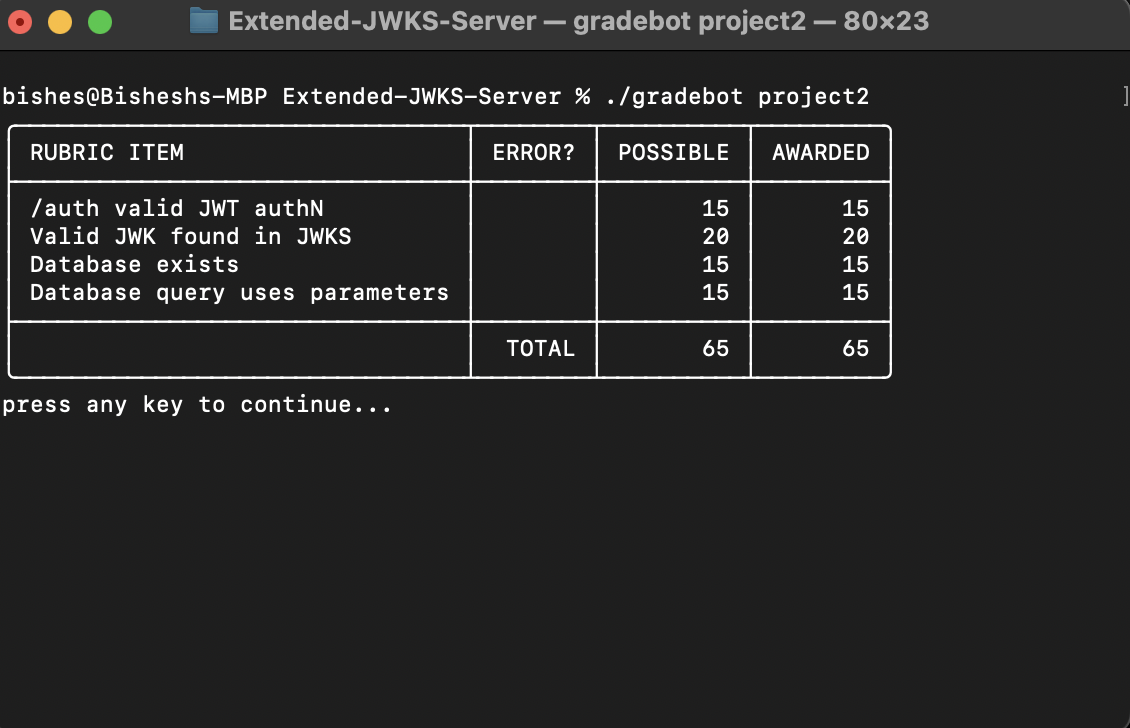 Extended-JWKS-Server — gradebot project2 — 80×23
bishes@Bisheshs-MBP Extended-JWKS-Server % ./gradebot project2 ]
RUBRIC ITEM ERROR? POSSIBLE AWARDED
/auth valid JWT authN 15 15
Valid JWK found in JWKS 20 20
Database exists 15 15
Database query uses parameters 15 15
TOTAL 65 65
press any key to continue...